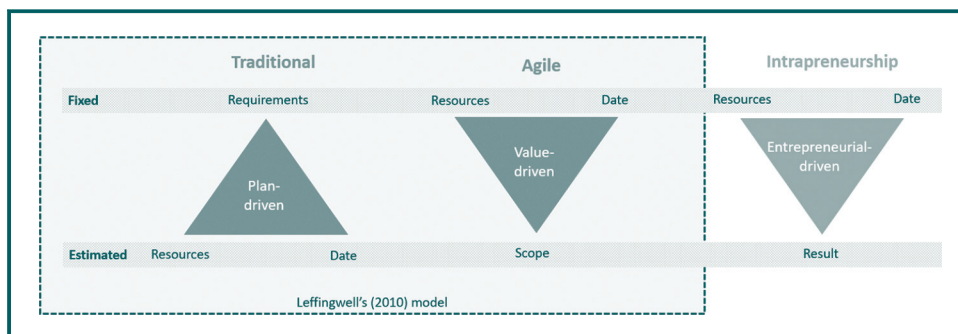 Traditional Agile Intrapreneurship
Fixed Requirements Resources Date Resources Date
Plan-
driven
Value-
driven
Entrepreneurial-
driven
Estimated Resources Date Scope Result
Leffingwell's (2010) model